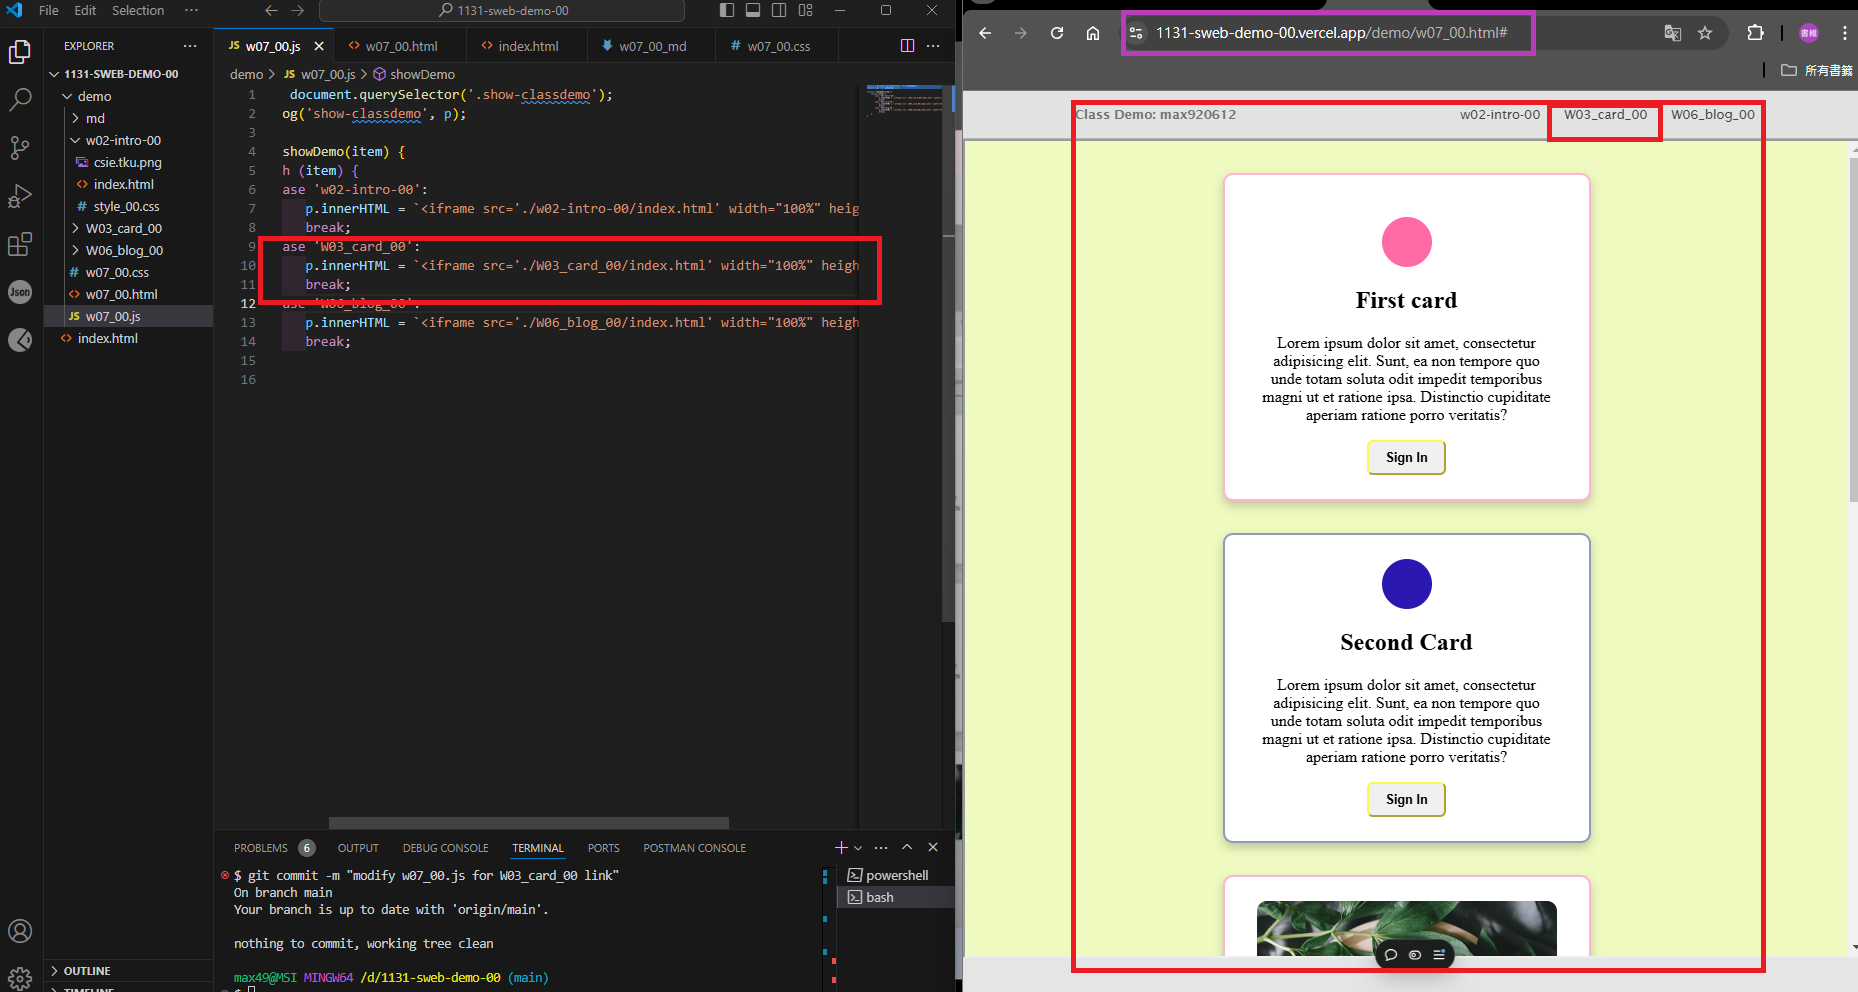 File Edit Selection ···
1131-sweb-demo-00
EXPLORER ···
1131-SWEB-DEMO-00
demo
md
w02-intro-00
csie.tku.png
index.html
style_00.css
W03_card_00
W06_blog_00
w07_00.css
w07_00.html
JS w07_00.js
index.html
OUTLINE
TIMELINE
Json
JS w07_00.js
w07_00.html
index.html
w07_00_md
# w07_00.css
demo > JS w07_00.js > showDemo
1 document.querySelector('.show-classdemo');
2 og('show-classdemo', p);
3
4 showDemo(item) {
5 h (item) {
6 ase 'w02-intro-00':
7 p.innerHTML = `<iframe src='./w02-intro-00/index.html' width="100%" heig
8 break;
9 ase 'W03_card_00':
10 p.innerHTML = `<iframe src='./W03_card_00/index.html' width="100%" heigh
11 break;
12 ase 'W06_blog_00':
13 p.innerHTML = `<iframe src='./W06_blog_00/index.html' width="100%" heigh
14 break;
15
16
PROBLEMS 6 OUTPUT DEBUG CONSOLE TERMINAL PORTS POSTMAN CONSOLE
$ git commit -m "modify w07_00.js for W03_card_00 link"
On branch main
Your branch is up to date with 'origin/main'.
nothing to commit, working tree clean
max49@MSI MINGW64 /d/1131-sweb-demo-00 (main)
$
powershell
bash
1131-sweb-demo-00.vercel.app/demo/w07_00.html#
所有書籤
Class Demo: max920612
w02-intro-00
W03_card_00
W06_blog_00
First card
Lorem ipsum dolor sit amet, consectetur
adipisicing elit. Sunt, ea non tempore quo
unde totam soluta odit impedit temporibus
magni ut et ratione ipsa. Distinctio cupiditate
aperiam ratione porro veritatis?
Sign In
Second Card
Lorem ipsum dolor sit amet, consectetur
adipisicing elit. Sunt, ea non tempore quo
unde totam soluta odit impedit temporibus
magni ut et ratione ipsa. Distinctio cupiditate
aperiam ratione porro veritatis?
Sign In